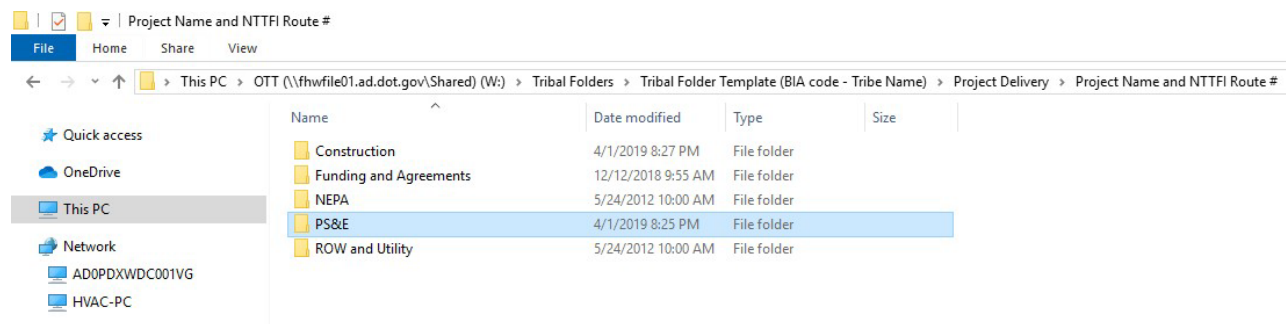 Project Name and NTTFI Route #
File Home Share View
This PC > OTT (\\fhwfile01.ad.dot.gov\Shared) (W:) > Tribal Folders > Tribal Folder Template (BIA code - Tribe Name) > Project Delivery > Project Name and NTTFI Route #
Name Date modified Type Size
Quick access
OneDrive
This PC
Network
AD0PDXWDC001VG
HVAC-PC
Construction 4/1/2019 8:27 PM File folder
Funding and Agreements 12/12/2018 9:55 AM File folder
NEPA 5/24/2012 10:00 AM File folder
PS&E 4/1/2019 8:25 PM File folder
ROW and Utility 5/24/2012 10:00 AM File folder